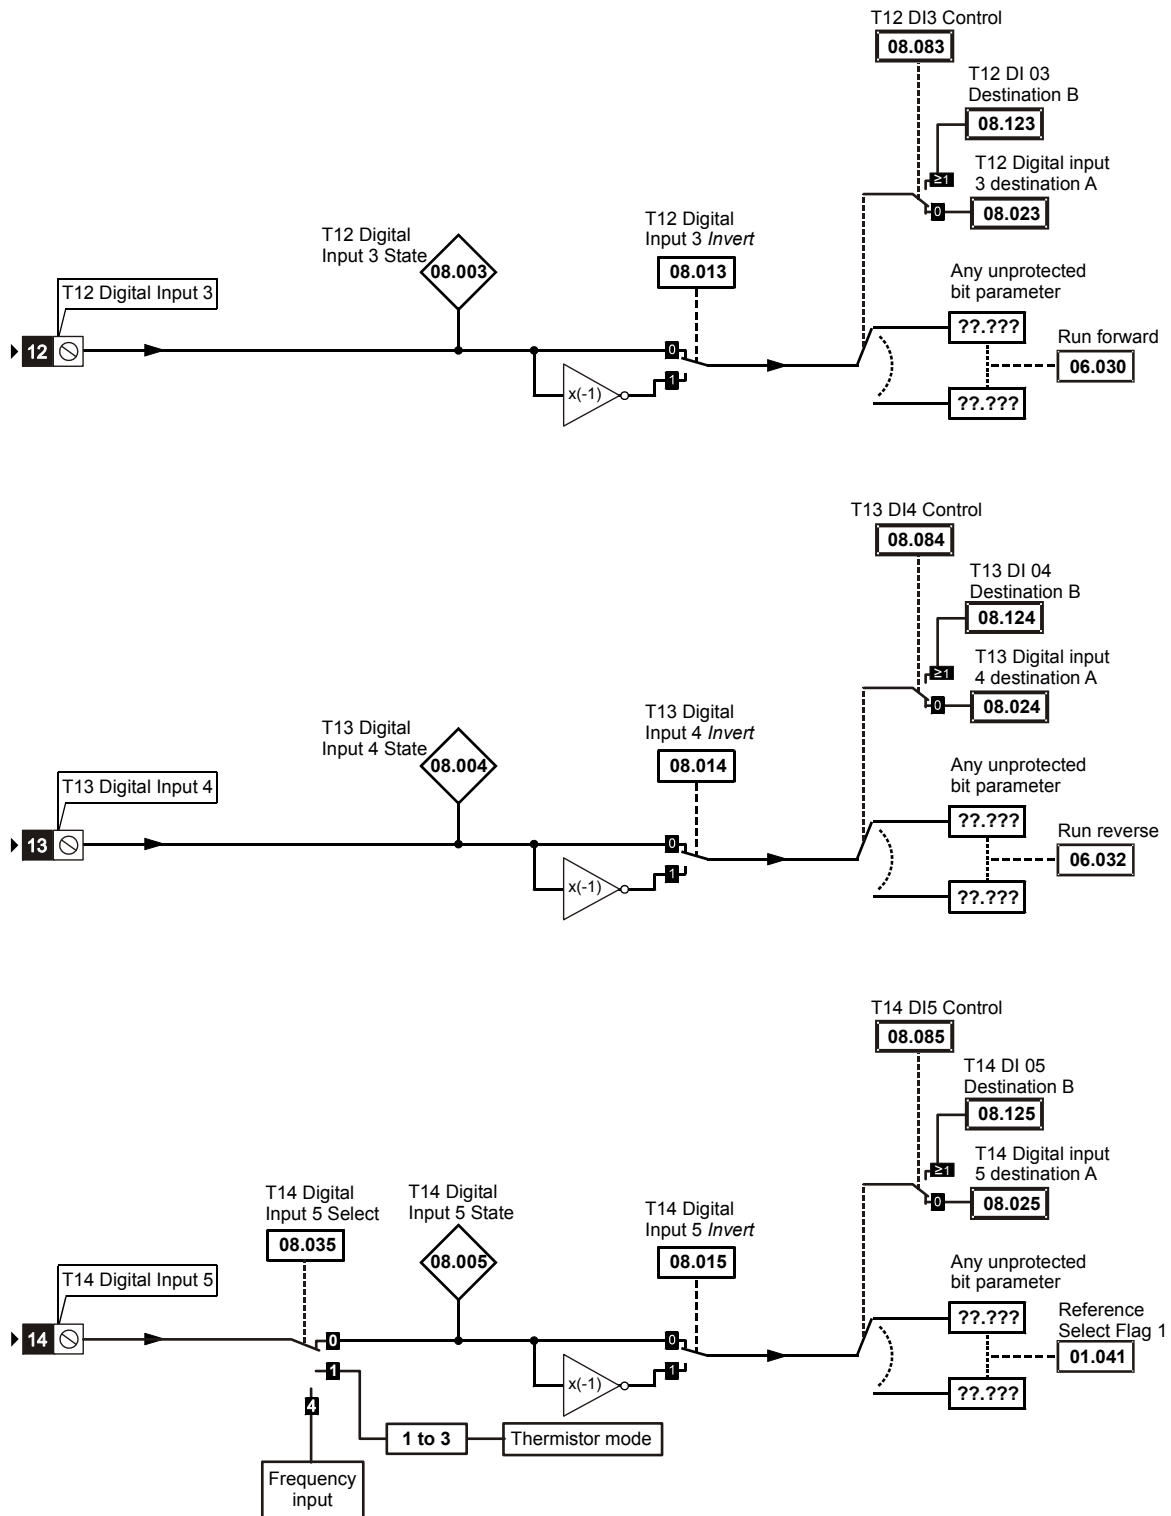 T12 DI3 Control
08.083
T12 DI 03
Destination B
08.123
≥1
T12 Digital input
3 destination A
0
08.023
T12 Digital
Input 3 State
08.003
T12 Digital
Input 3 Invert
08.013
Any unprotected
bit parameter
T12 Digital Input 3
12
0
1
x(-1)
??.???
Run forward
06.030
??.???
T13 DI4 Control
08.084
T13 DI 04
Destination B
08.124
≥1
T13 Digital input
4 destination A
0
08.024
T13 Digital
Input 4 State
08.004
T13 Digital
Input 4 Invert
08.014
Any unprotected
bit parameter
T13 Digital Input 4
13
0
1
x(-1)
??.???
Run reverse
06.032
??.???
T14 DI5 Control
08.085
T14 DI 05
Destination B
08.125
≥1
T14 Digital input
5 destination A
0
08.025
T14 Digital
Input 5 Select
08.035
T14 Digital
Input 5 State
08.005
T14 Digital
Input 5 Invert
08.015
Any unprotected
bit parameter
T14 Digital Input 5
14
0
1
4
0
1
x(-1)
??.???
Reference
Select Flag 1
01.041
??.???
1 to 3
Thermistor mode
Frequency
input